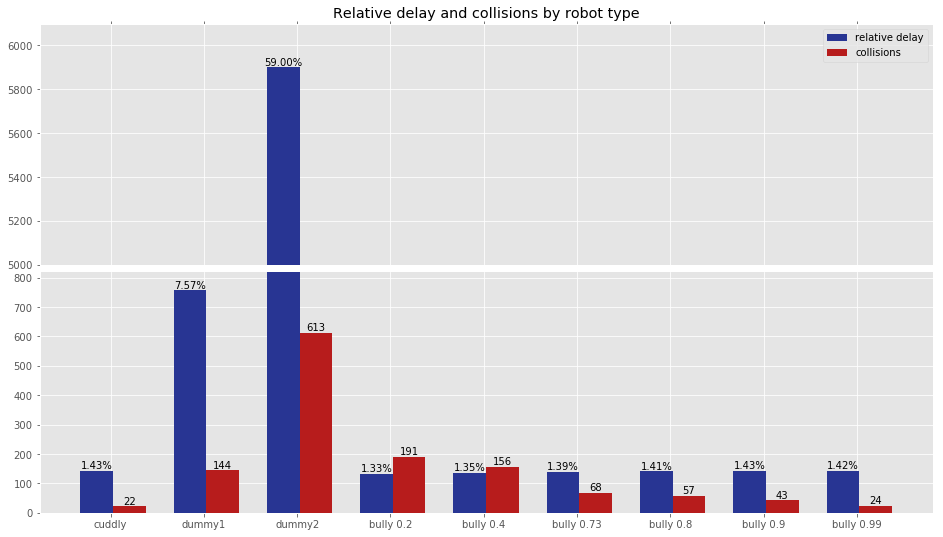 Relative delay and collisions by robot type
relative delay
collisions
6000
5800
5600
5400
5200
5000
59.00%
800
700
600
500
400
300
200
100
0
1.43%
22
7.57%
144
613
1.33%
191
1.35%
156
1.39%
68
1.41%
57
1.43%
43
1.42%
24
cuddly
dummy1
dummy2
bully 0.2
bully 0.4
bully 0.73
bully 0.8
bully 0.9
bully 0.99